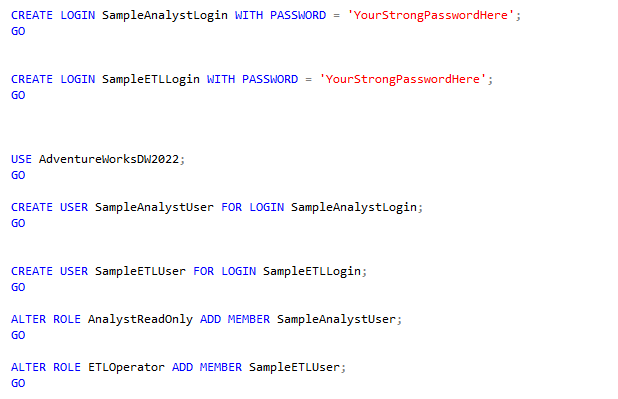 CREATE LOGIN SampleAnalystLogin WITH PASSWORD = 'YourStrongPasswordHere';
GO
CREATE LOGIN SampleETLLogin WITH PASSWORD = 'YourStrongPasswordHere';
GO
USE AdventureWorksDW2022;
GO
CREATE USER SampleAnalystUser FOR LOGIN SampleAnalystLogin;
GO
CREATE USER SampleETLUser FOR LOGIN SampleETLLogin;
GO
ALTER ROLE AnalystReadOnly ADD MEMBER SampleAnalystUser;
GO
ALTER ROLE ETLOperator ADD MEMBER SampleETLUser;
GO